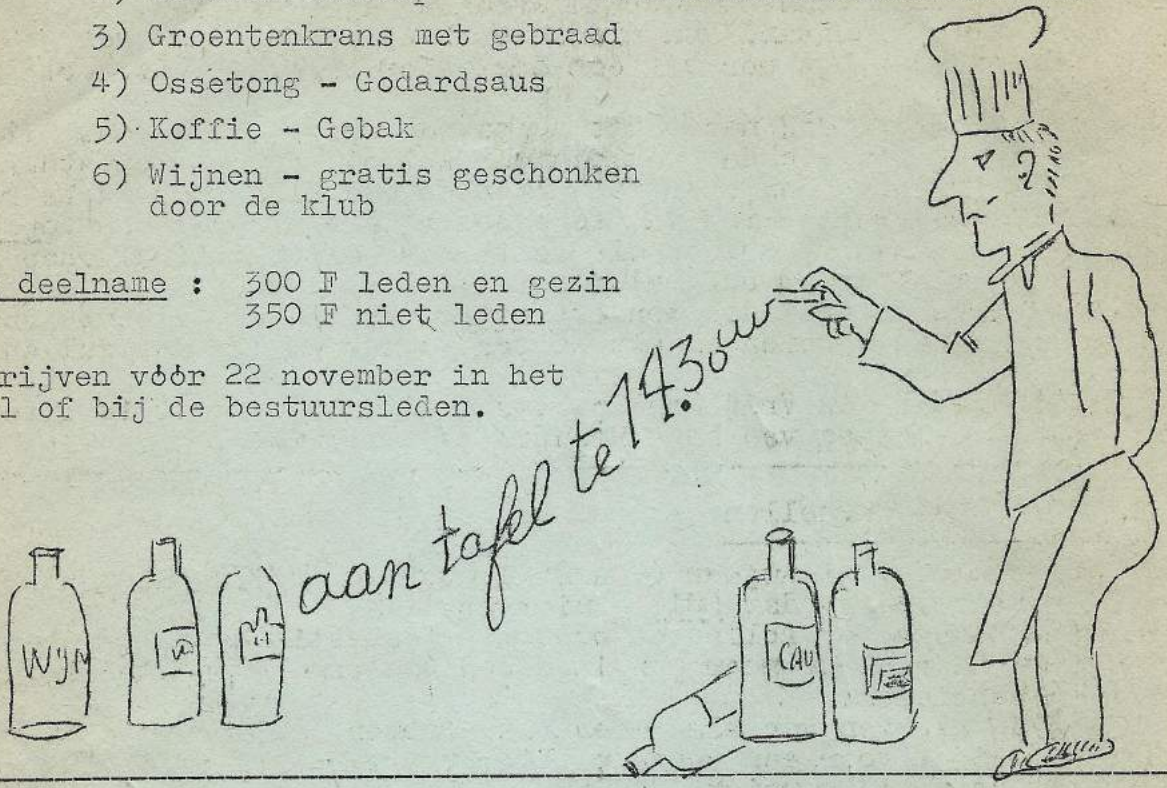 3) Groentenkrans met gebraad
4) Ossetong - Godardsaus
5) Koffie - Gebak
6) Wijnen - gratis geschonken
door de klub
deelname : 300 F leden en gezin
350 F niet leden
rijven vóór 22 november in het
l of bij de bestuursleden.
aan tafel te 14.30 uur
WIJN
CAU